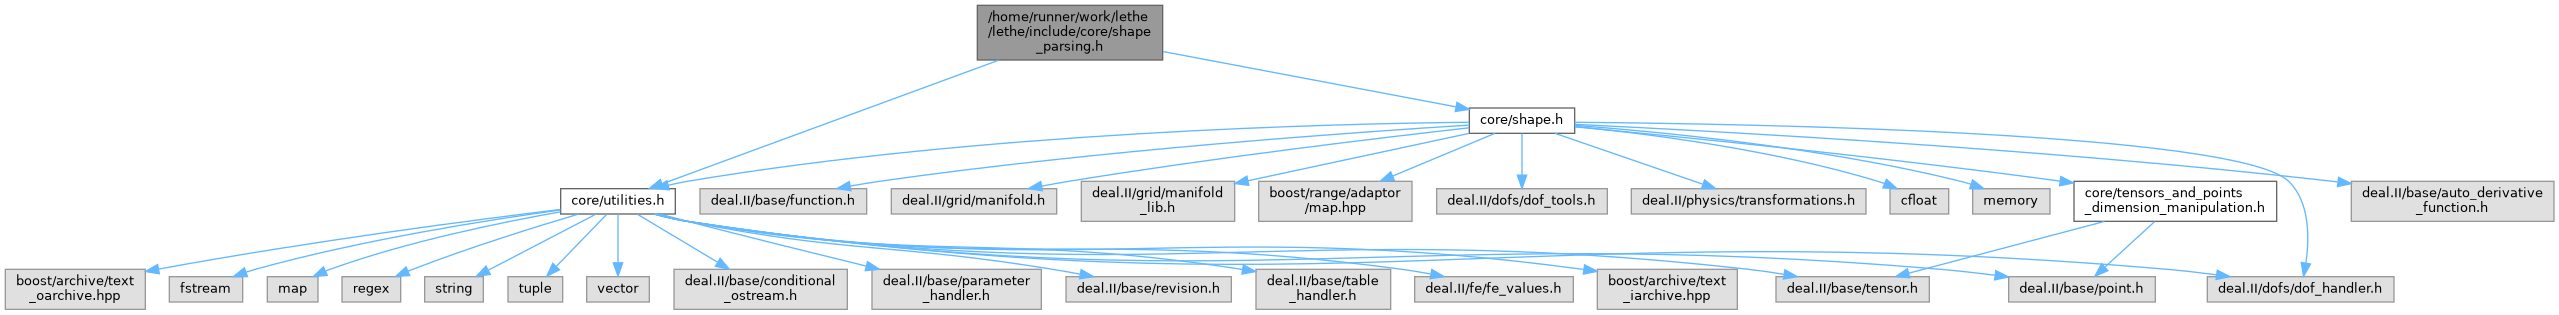 /home/runner/work/lethe
/lethe/include/core/shape
_parsing.h
core/shape.h
core/utilities.h
deal.II/base/function.h
deal.II/grid/manifold.h
deal.II/grid/manifold
_lib.h
boost/range/adaptor
/map.hpp
deal.II/dofs/dof_tools.h
deal.II/physics/transformations.h
cfloat
memory
core/tensors_and_points
_dimension_manipulation.h
deal.II/base/auto_derivative
_function.h
boost/archive/text
_oarchive.hpp
fstream
map
regex
string
tuple
vector
deal.II/base/conditional
_ostream.h
deal.II/base/parameter
_handler.h
deal.II/base/revision.h
deal.II/base/table
_handler.h
deal.II/fe/fe_values.h
boost/archive/text
_iarchive.hpp
deal.II/base/tensor.h
deal.II/base/point.h
deal.II/dofs/dof_handler.h